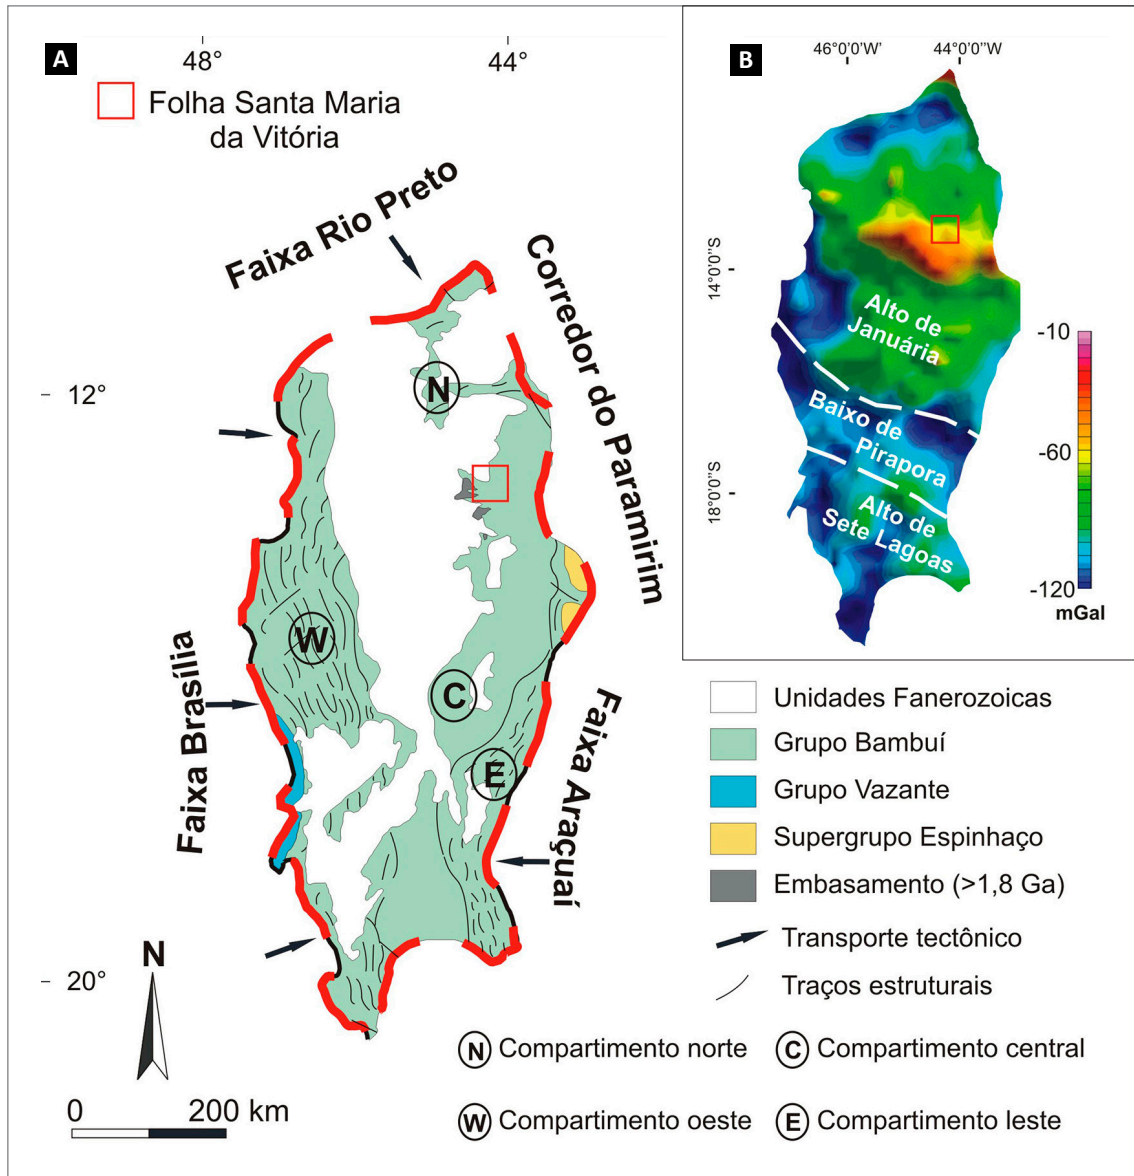 A
48°
44°
Folha Santa Maria
da Vitória
Faixa Rio Preto
Corredor do Paramirim
12°
N
W
C
E
Faixa Brasília
Faixa Araçuaí
20°
N
0
200 km
B
46°0'0"W'
44°0'0"W
14°0'0"S
18°0'0"S
Alto de
Januária
Baixo de
Pirapora
Alto de
Sete Lagoas
-10
-60
-120
mGal
Unidades Fanerozoicas
Grupo Bambuí
Grupo Vazante
Supergrupo Espinhaço
Embasamento (>1,8 Ga)
Transporte tectônico
Traços estruturais
N Compartimento norte
C Compartimento central
W Compartimento oeste
E Compartimento leste